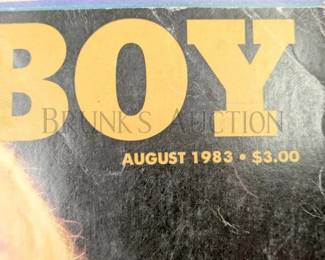 BOY
BRUNK'S AUCTION
AUGUST 1983 • $3.00